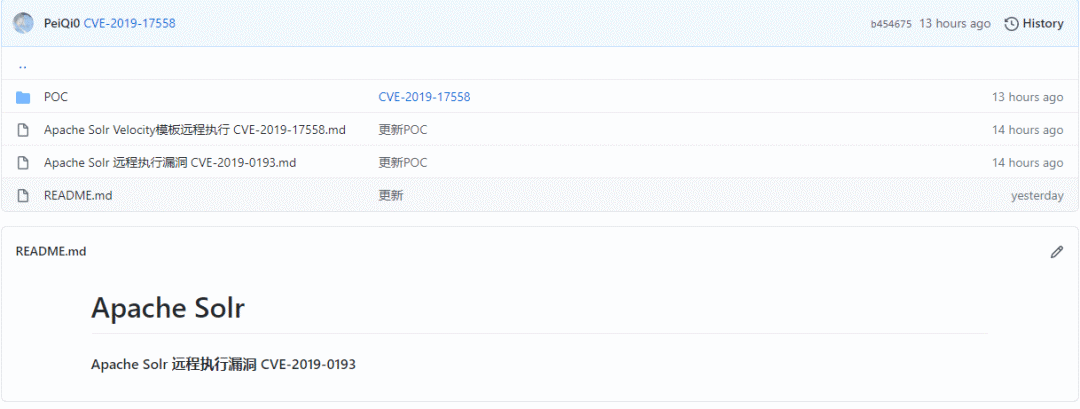 PeiQi0 CVE-2019-17558 b454675 13 hours ago History
..
POC CVE-2019-17558 13 hours ago
Apache Solr Velocity模板远程执行 CVE-2019-17558.md 更新POC 14 hours ago
Apache Solr 远程执行漏洞 CVE-2019-0193.md 更新POC 14 hours ago
README.md 更新 yesterday
README.md
Apache Solr
Apache Solr 远程执行漏洞 CVE-2019-0193